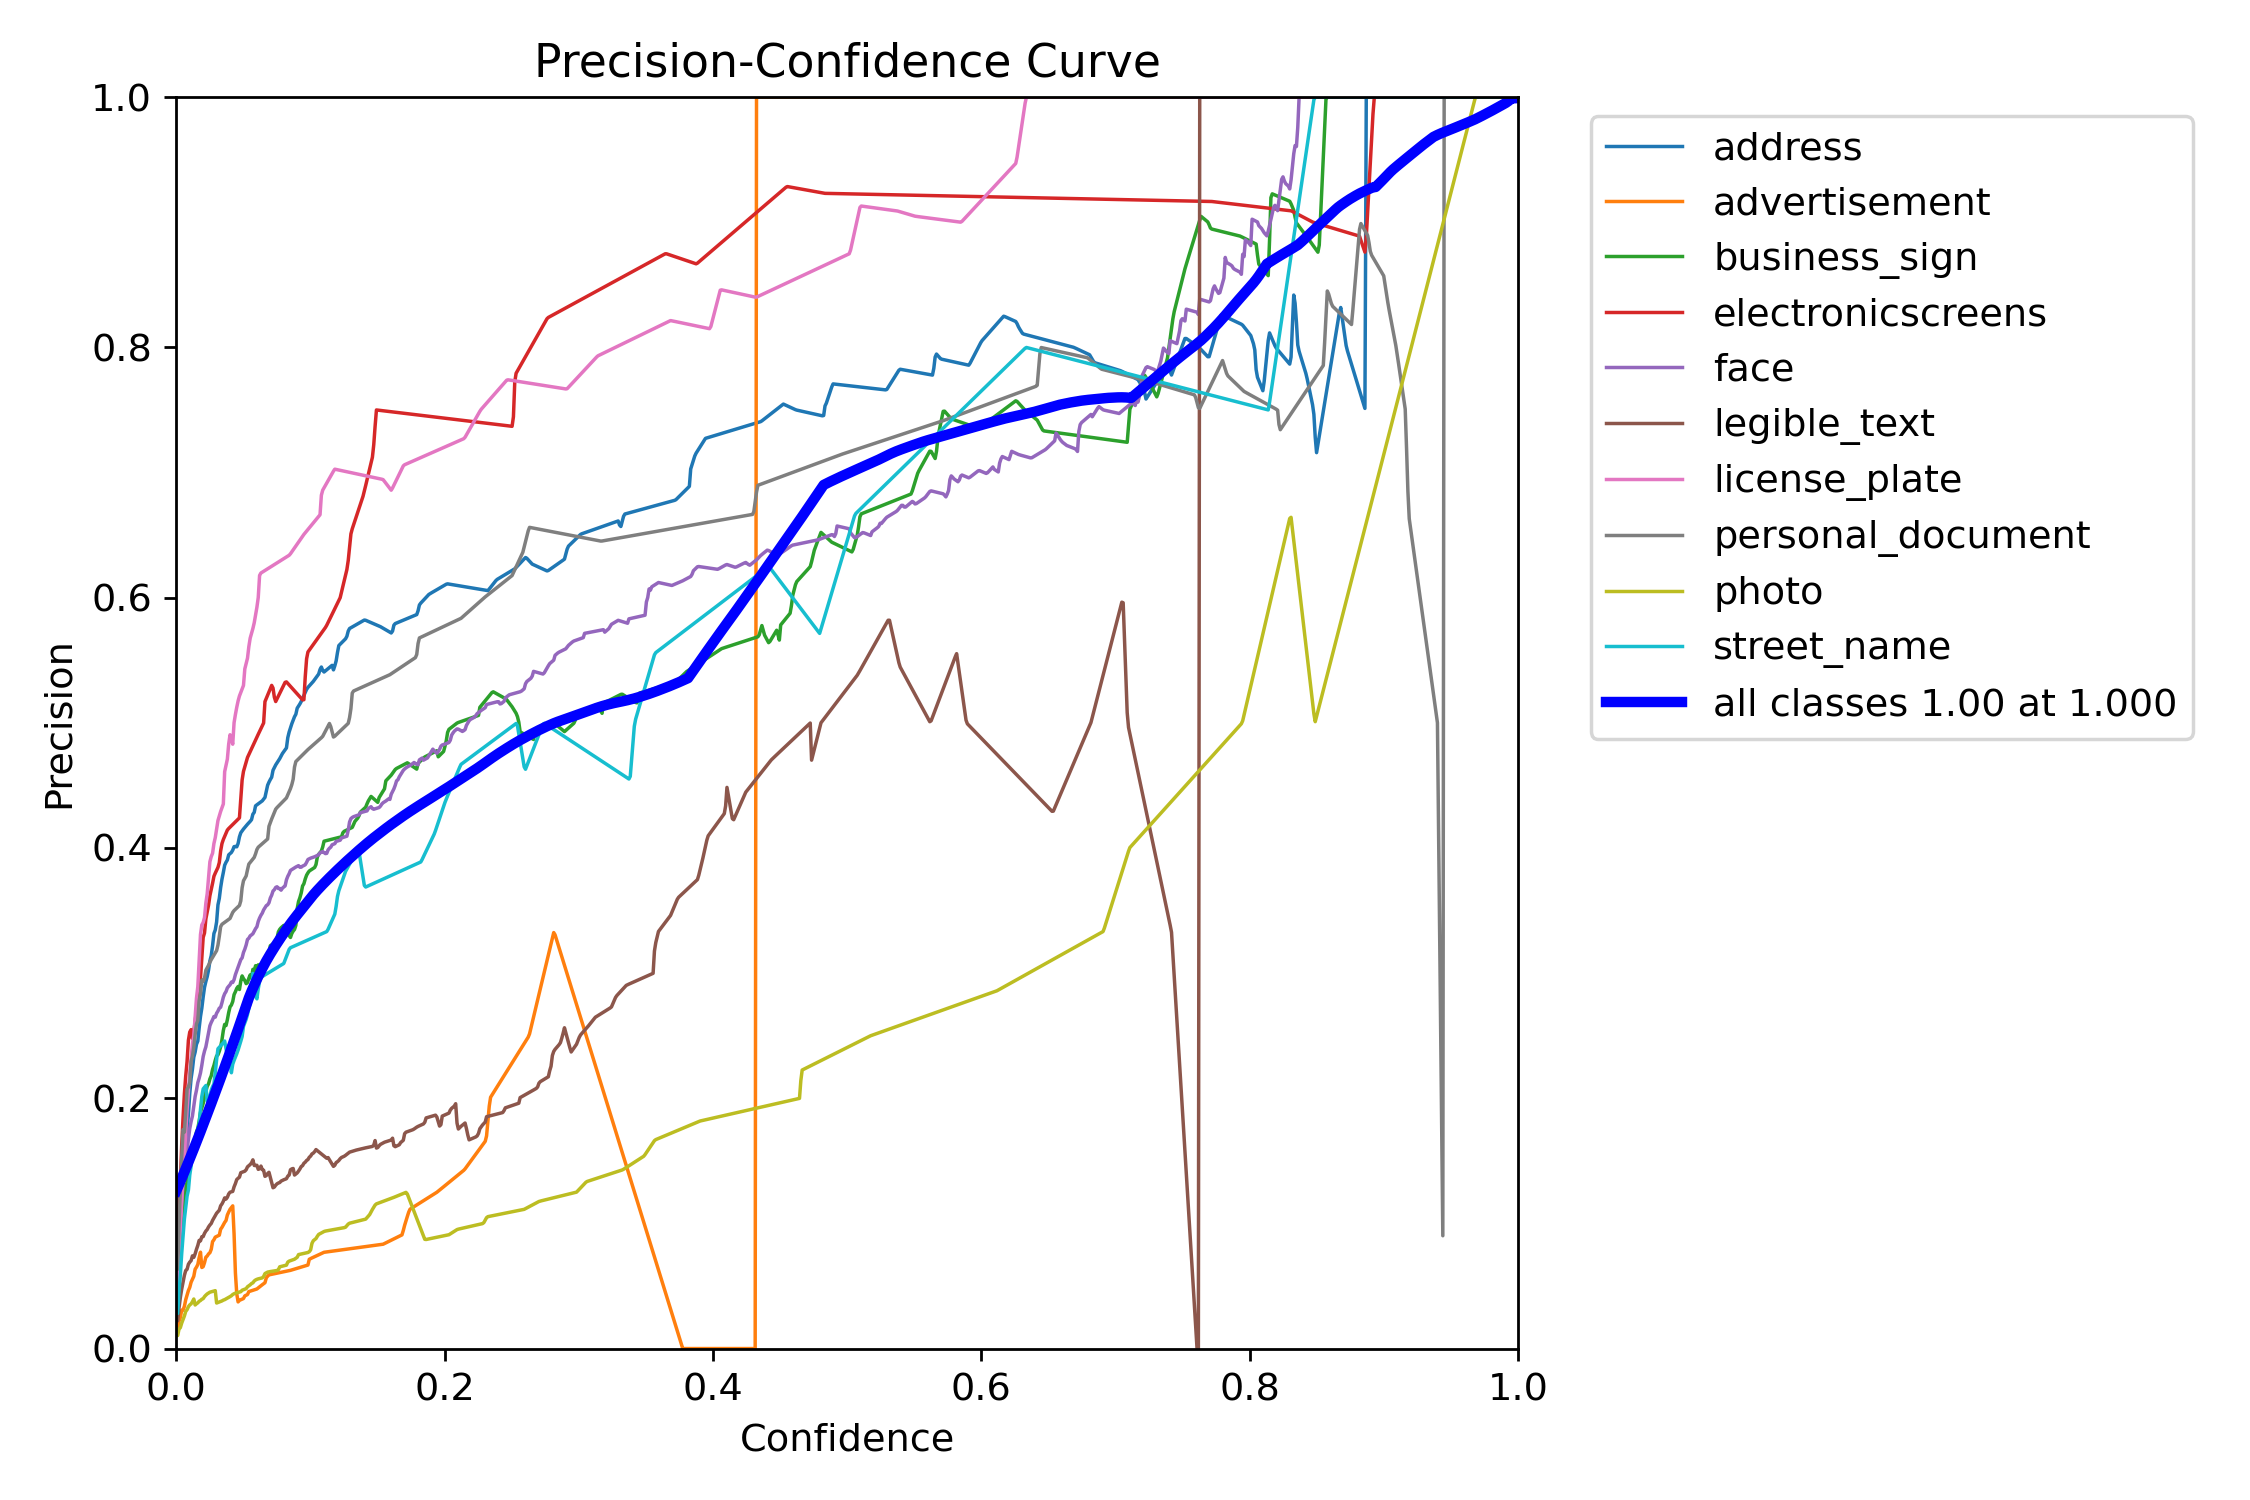 Precision-Confidence Curve
1.0
0.8
0.6
0.4
0.2
0.0
Precision
0.0 0.2 0.4 0.6 0.8 1.0
Confidence
address
advertisement
business_sign
electronicscreens
face
legible_text
license_plate
personal_document
photo
street_name
all classes 1.00 at 1.000